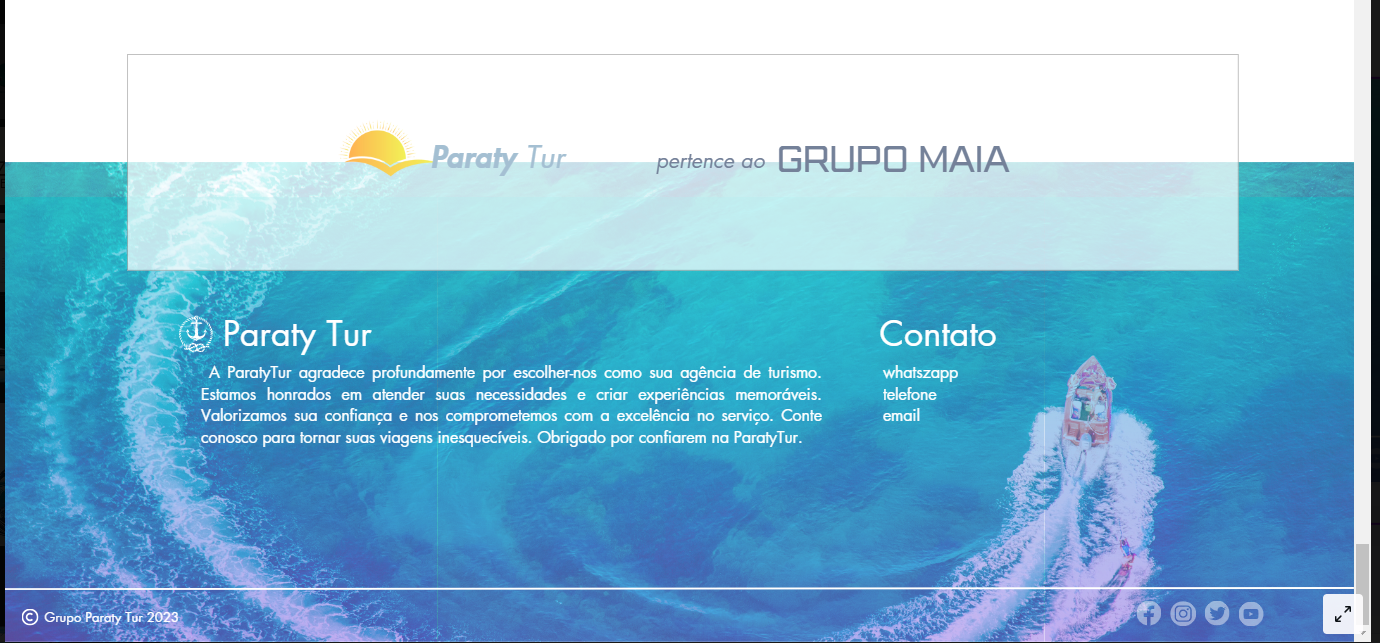 Paraty Tur
pertence ao GRUPO MAIA
Paraty Tur
A ParatyTur agradece profundamente por escolher-nos como sua agência de turismo.
Estamos honrados em atender suas necessidades e criar experiências memoráveis.
Valorizamos sua confiança e nos comprometemos com a excelência no serviço. Conte
conosco para tornar suas viagens inesquecíveis. Obrigado por confiarem na ParatyTur.
Contato
whatszapp
telefone
email
© Grupo Paraty Tur 2023